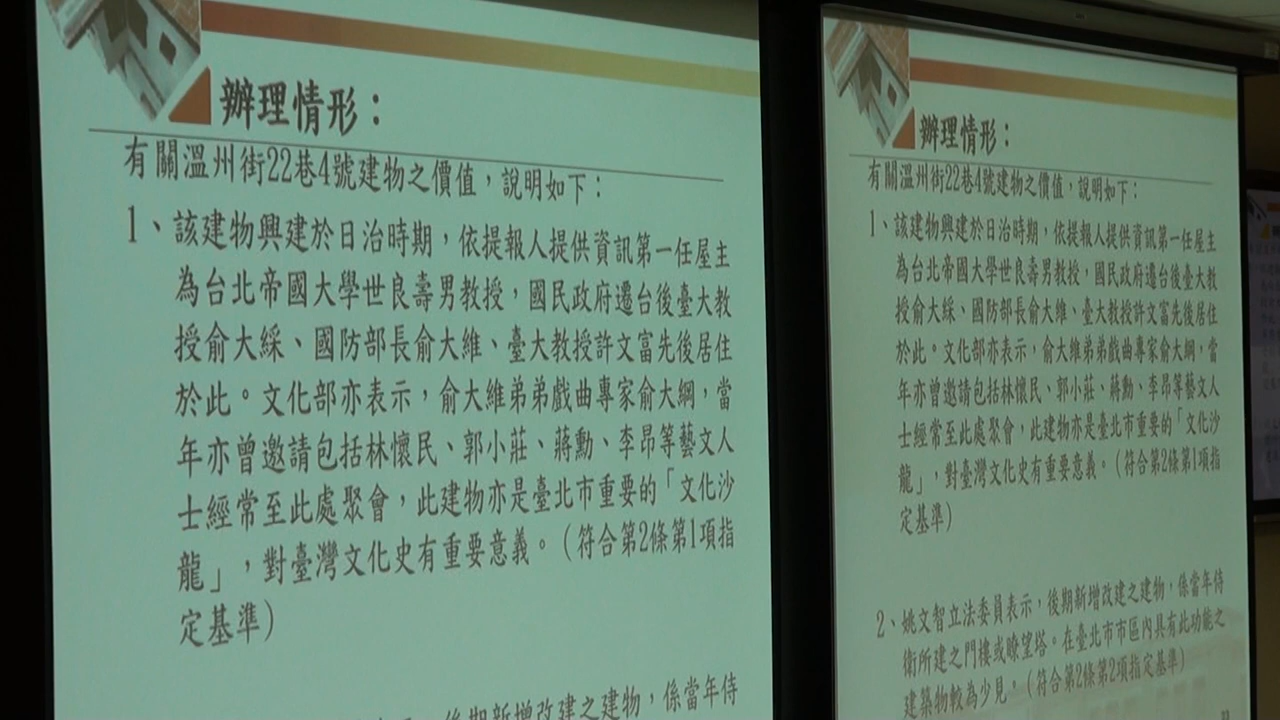 辦理情形：
有關溫州街22巷4號建物之價值，說明如下：
1、該建物興建於日治時期，依提報人提供資訊第一任屋主
為台北帝國大學世良壽男教授，國民政府遷台後臺大教
授俞大綵、國防部長俞大維、臺大教授許文富先後居住
於此。文化部亦表示，俞大維弟弟戲曲專家俞大綱，當
年亦曾邀請包括林懷民、郭小莊、蔣勳、李昂等藝文人
士經常至此處聚會，此建物亦是臺北市重要的「文化沙
龍」，對臺灣文化史有重要意義。（符合第2條第1項指
定基準）
後期新增改建之建物，係當年侍
辦理情形：
有關溫州街22巷4號建物之價值，說明如下：
1、該建物興建於日治時期，依提報人提供資訊第一任屋主
為台北帝國大學世良壽男教授，國民政府遷台後臺大教
授俞大綵、國防部長俞大維、臺大教授許文富先後居住
於此。文化部亦表示，俞大維弟弟戲曲專家俞大綱，當
年亦曾邀請包括林懷民、郭小莊、蔣勳、李昂等藝文人
士經常至此處聚會，此建物亦是臺北市重要的「文化沙
龍」，對臺灣文化史有重要意義。（符合第2條第1項指
定基準）
2、姚文智立法委員表示，後期新增改建之建物，係當年侍
衛所建之門樓或瞭望塔。在臺北市市區內具有此功能之
建築物較為少見。（符合第2條第2項指定基準）